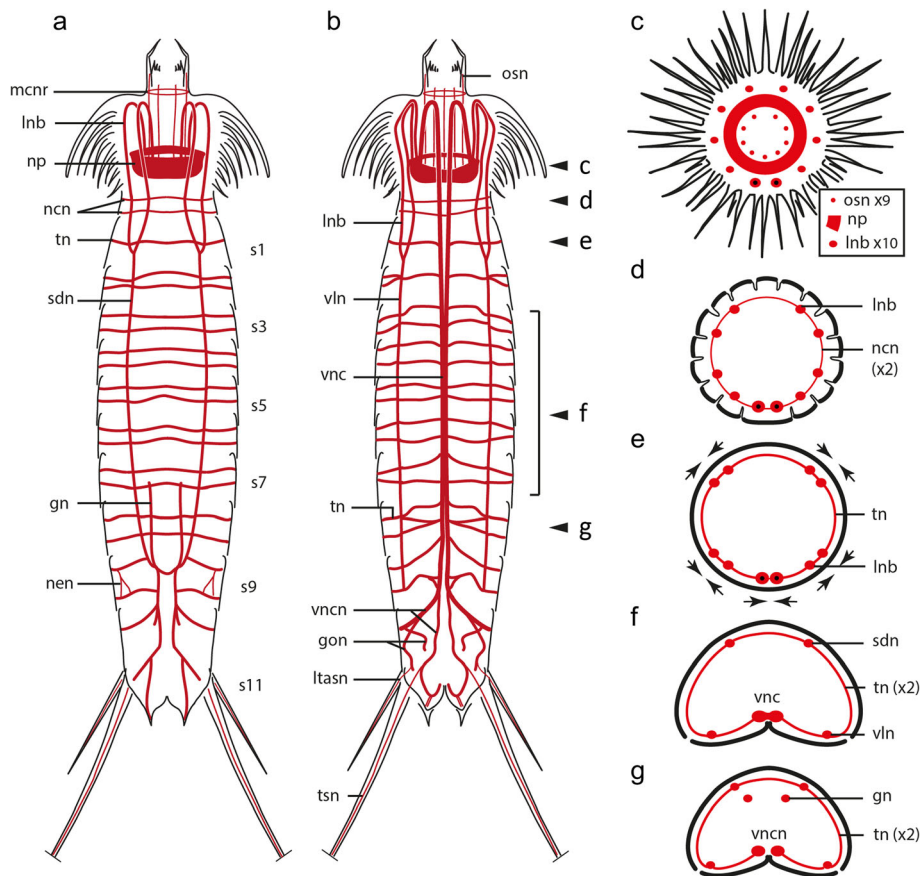 a
mcnr
lnb
np
ncn
tn
sdn
gn
nen
s1
s3
s5
s7
s9
s11
b
osn
lnb
vln
vnc
tn
vncn
gon
ltasn
tsn
c
d
e
f
g
c
osn x9
np
lnb x10
d
lnb
ncn
(x2)
e
tn
lnb
f
sdn
vnc
tn (x2)
vln
g
gn
vncn
tn (x2)